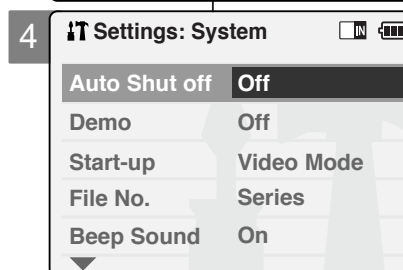 4
Settings: System
IN
Auto Shut off Off
Demo Off
Start-up Video Mode
File No. Series
Beep Sound On